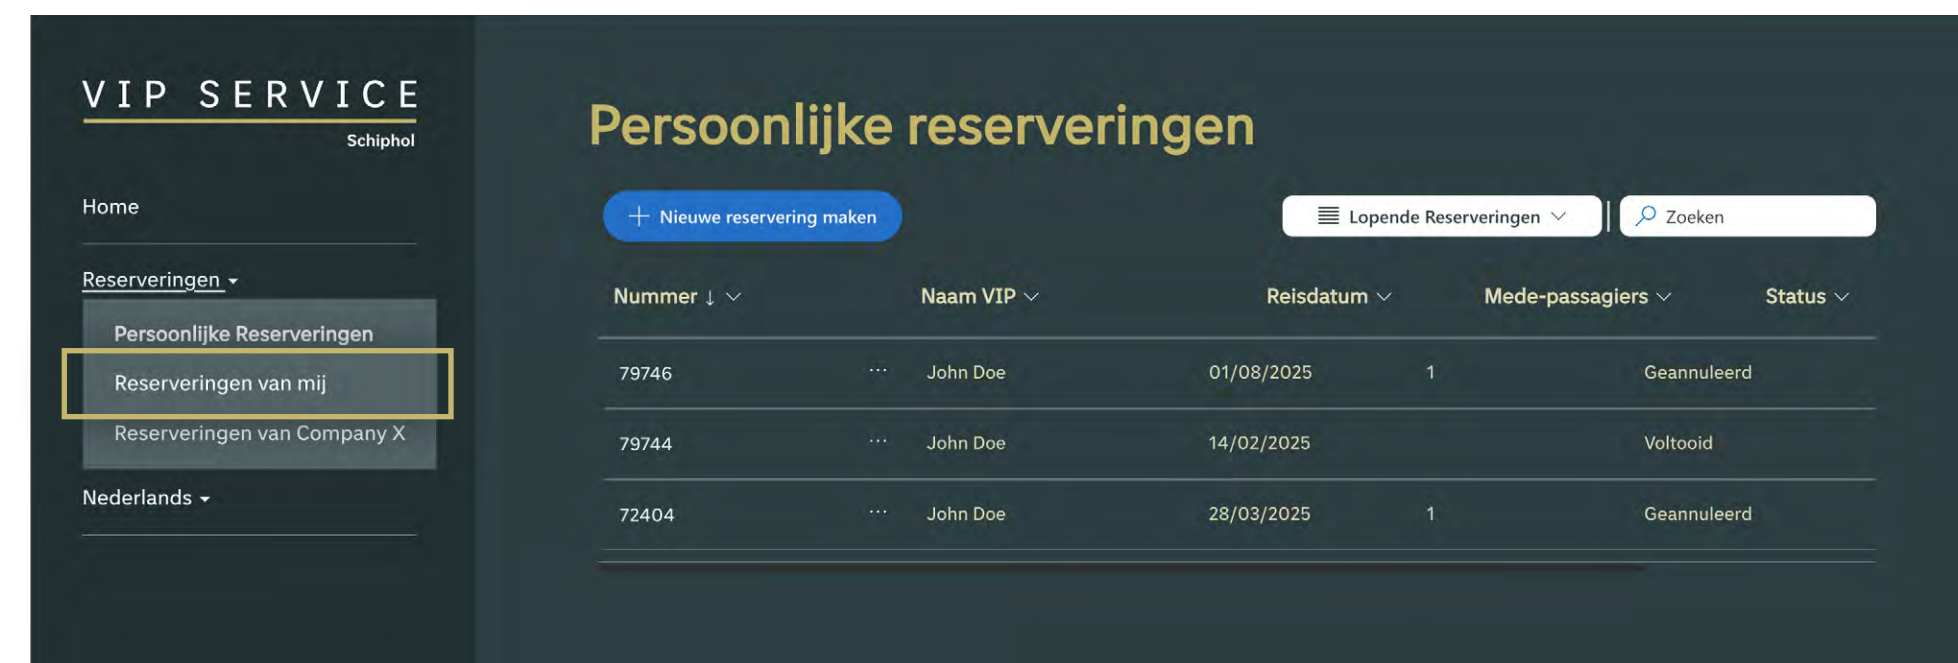 VIP SERVICE
Schiphol
Home
Reserveringen
Persoonlijke Reserveringen
Reserveringen van mij
Reserveringen van Company X
Nederlands
Persoonlijke reserveringen
Nieuwe reservering maken
Lopende Reserveringen
Zoeken
Nummer ↓ Naam VIP Reisdatum Mede-passagiers Status
79746 ... John Doe 01/08/2025 1 Geannuleerd
79744 ... John Doe 14/02/2025 Voltooid
72404 ... John Doe 28/03/2025 1 Geannuleerd